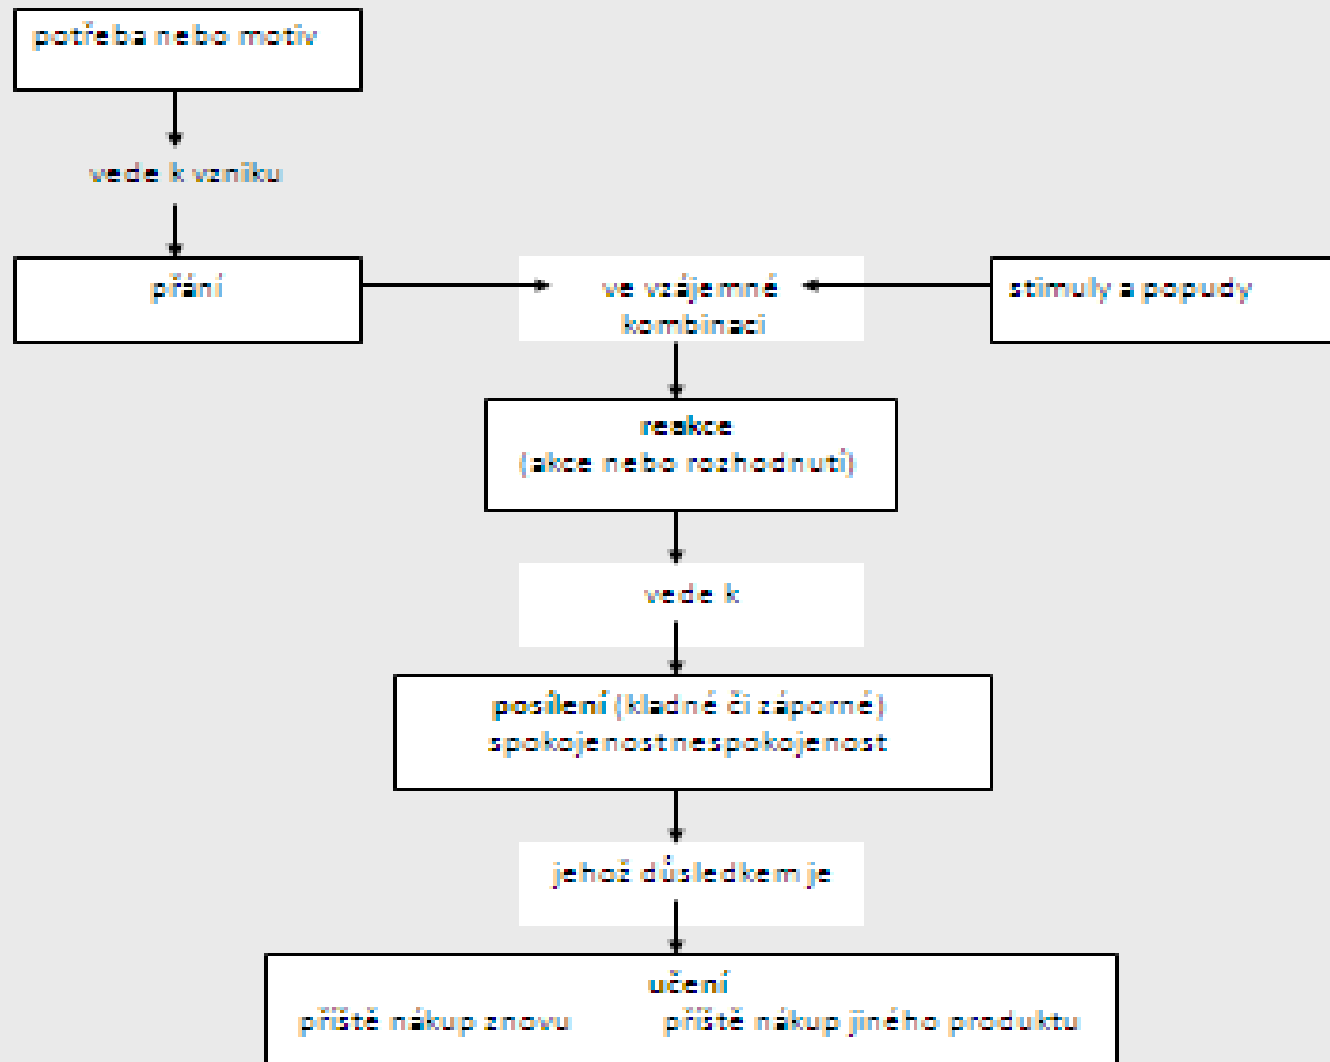 potřeba nebo motiv
vede k vzniku
přání
ve vzájemné
kombinaci
stimuly a popudy
reakce
(akce nebo rozhodnutí)
vede k
posílení (kladné či záporné)
spokojenostnespokojenost
jehož důsledkem je
učení
příště nákup znovu příště nákup jiného produktu